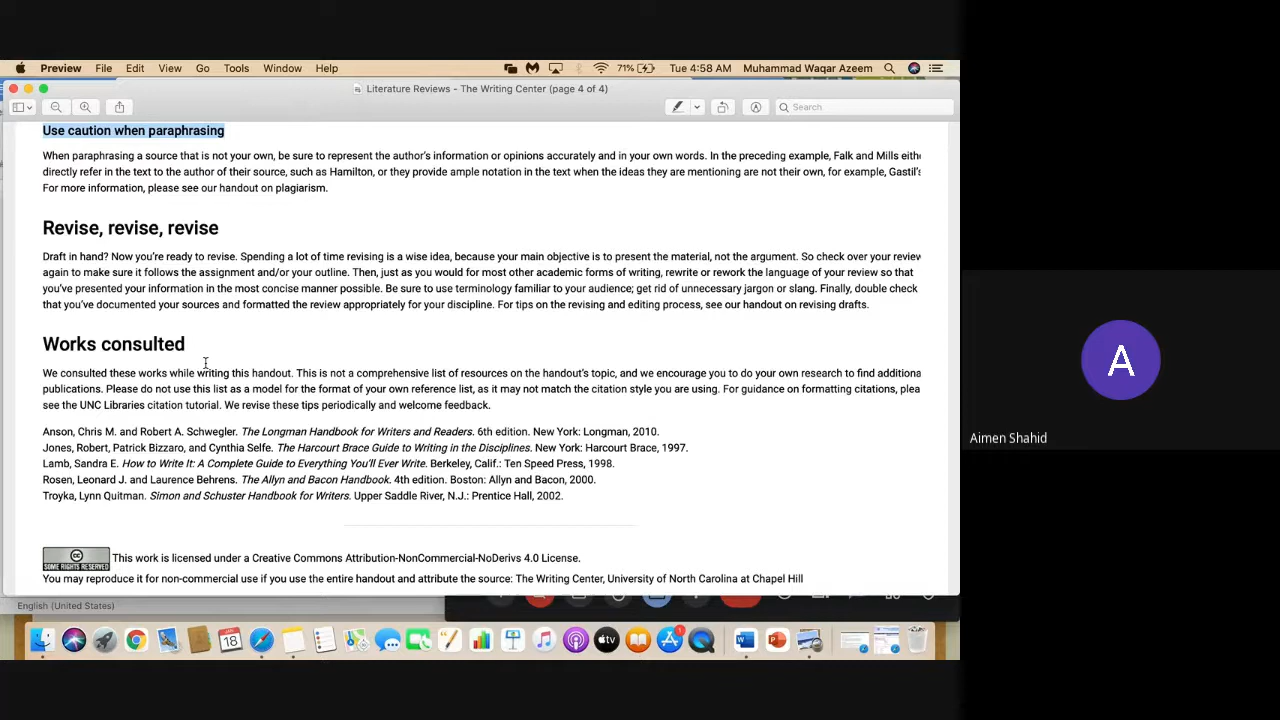 Preview File Edit View Go Tools Window Help 71% Tue 4:58 AM Muhammad Waqar Azeem
Literature Reviews - The Writing Center (page 4 of 4)
Search
Use caution when paraphrasing
When paraphrasing a source that is not your own, be sure to represent the author's information or opinions accurately and in your own words. In the preceding example, Falk and Mills eith
directly refer in the text to the author of their source, such as Hamilton, or they provide ample notation in the text when the ideas they are mentioning are not their own, for example, Gastil's
For more information, please see our handout on plagiarism.
Revise, revise, revise
Draft in hand? Now you're ready to revise. Spending a lot of time revising is a wise idea, because your main objective is to present the material, not the argument. So check over your review
again to make sure it follows the assignment and/or your outline. Then, just as you would for most other academic forms of writing, rewrite or rework the language of your review so that
you've presented your information in the most concise manner possible. Be sure to use terminology familiar to your audience; get rid of unnecessary jargon or slang. Finally, double check
that you've documented your sources and formatted the review appropriately for your discipline. For tips on the revising and editing process, see our handout on revising drafts.
Works consulted
We consulted these works while writing this handout. This is not a comprehensive list of resources on the handout's topic, and we encourage you to do your own research to find additiona
publications. Please do not use this list as a model for the format of your own reference list, as it may not match the citation style you are using. For guidance on formatting citations, plea
see the UNC Libraries citation tutorial. We revise these tips periodically and welcome feedback.
Anson, Chris M. and Robert A. Schwegler. The Longman Handbook for Writers and Readers. 6th edition. New York: Longman, 2010.
Jones, Robert, Patrick Bizzaro, and Cynthia Selfe. The Harcourt Brace Guide to Writing in the Disciplines. New York: Harcourt Brace, 1997.
Lamb, Sandra E. How to Write It: A Complete Guide to Everything You'll Ever Write. Berkeley, Calif.: Ten Speed Press, 1998.
Rosen, Leonard J. and Laurence Behrens. The Allyn and Bacon Handbook. 4th edition. Boston: Allyn and Bacon, 2000.
Troyka, Lynn Quitman. Simon and Schuster Handbook for Writers. Upper Saddle River, N.J.: Prentice Hall, 2002.
cc
SOME RIGHTS RESERVED
This work is licensed under a Creative Commons Attribution-NonCommercial-NoDerivs 4.0 License.
You may reproduce it for non-commercial use if you use the entire handout and attribute the source: The Writing Center, University of North Carolina at Chapel Hill
English (United States)
18
tv
1
W
P
A
Aimen Shahid